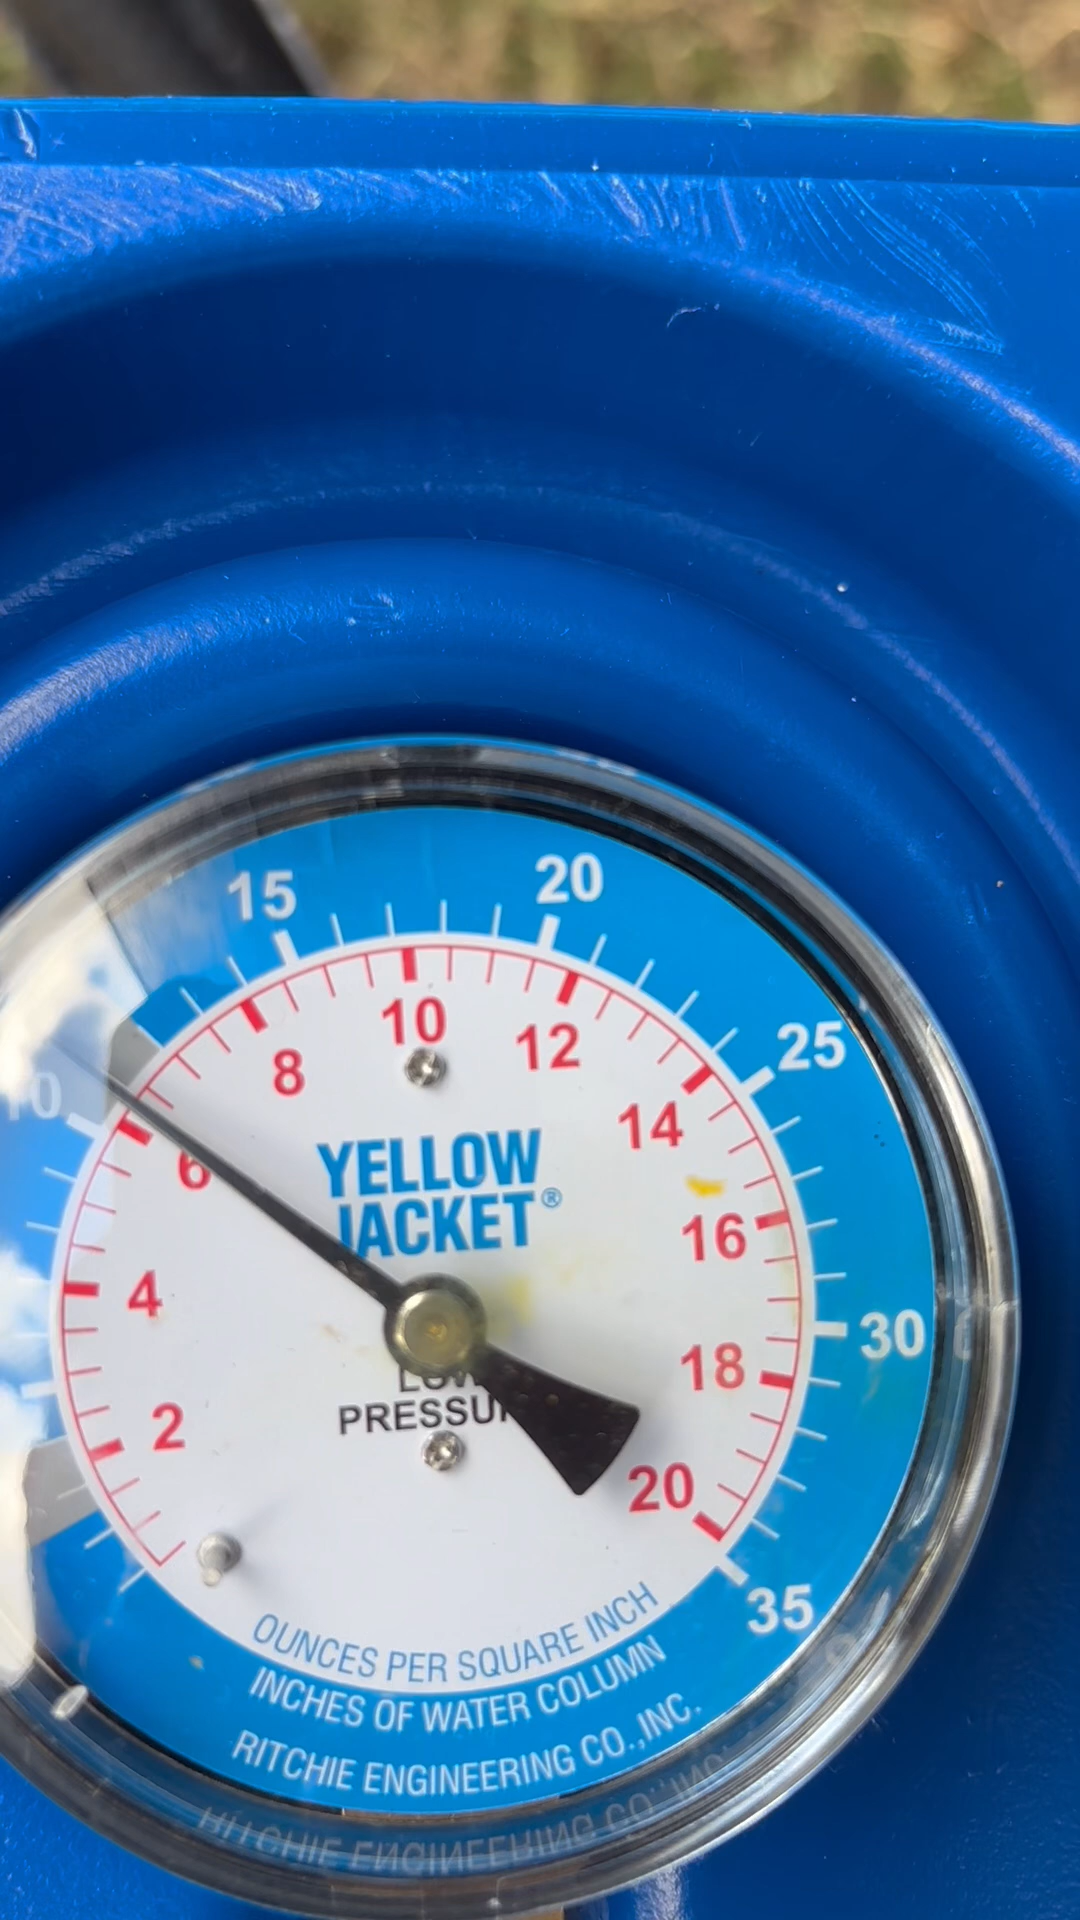 15
20
10
25
30
35
10
12
8
14
6
16
4
18
2
20
YELLOW
JACKET®
LOW
PRESSUR
OUNCES PER SQUARE INCH
INCHES OF WATER COLUMN
RITCHIE ENGINEERING CO.,INC.